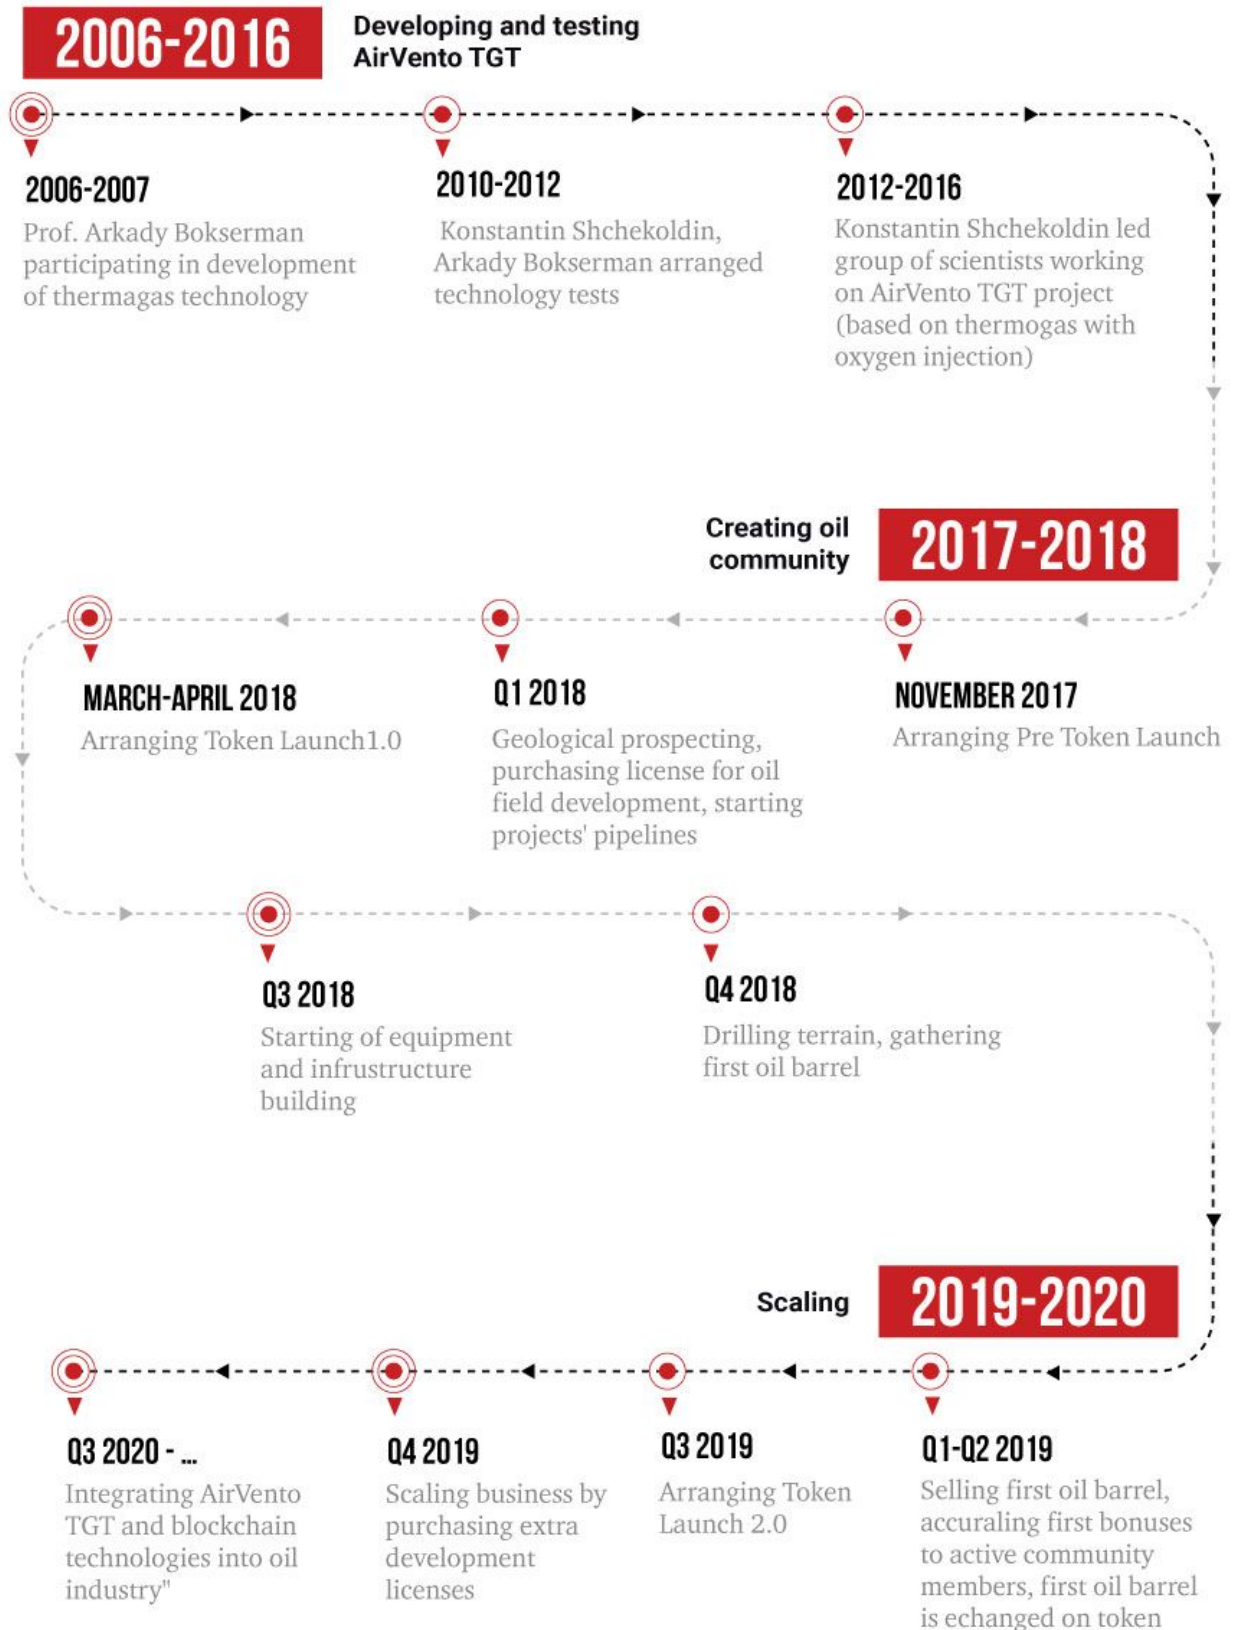 2006-2016
Developing and testing
AirVento TGT
2006-2007
Prof. Arkady Bokserman
participating in development
of thermagas technology
2010-2012
Konstantin Shchekoldin,
Arkady Bokserman arranged
technology tests
2012-2016
Konstantin Shchekoldin led
group of scientists working
on AirVento TGT project
(based on thermogas with
oxygen injection)
Creating oil
community
2017-2018
NOVEMBER 2017
Arranging Pre Token Launch
Q1 2018
Geological prospecting,
purchasing license for oil
field development, starting
projects' pipelines
MARCH-APRIL 2018
Arranging Token Launch1.0
Q3 2018
Starting of equipment
and infrustructure
building
Q4 2018
Drilling terrain, gathering
first oil barrel
Scaling
2019-2020
Q1-Q2 2019
Selling first oil barrel,
accuraling first bonuses
to active community
members, first oil barrel
is echanged on token
Q3 2019
Arranging Token
Launch 2.0
Q4 2019
Scaling business by
purchasing extra
development
licenses
Q3 2020 - ...
Integrating AirVento
TGT and blockchain
technologies into oil
industry"